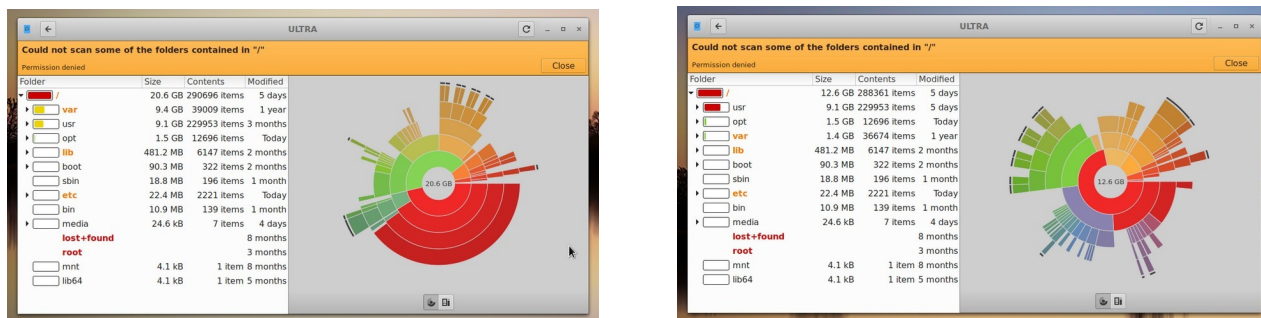 ULTRA
Could not scan some of the folders contained in "/"
Permission denied
Close
Folder Size Contents Modified
/ 20.6 GB 290696 items 5 days
var 9.4 GB 39009 items 1 year
usr 9.1 GB 229953 items 3 months
opt 1.5 GB 12696 items Today
lib 481.2 MB 6147 items 2 months
boot 90.3 MB 322 items 2 months
sbin 18.8 MB 196 items 1 month
etc 22.4 MB 2221 items Today
bin 10.9 MB 139 items 1 month
media 24.6 kB 7 items 4 days
lost+found 8 months
root 3 months
mnt 4.1 kB 1 item 8 months
lib64 4.1 kB 1 item 5 months
20.6 GB
ULTRA
Could not scan some of the folders contained in "/"
Permission denied
Close
Folder Size Contents Modified
/ 12.6 GB 288361 items 5 days
usr 9.1 GB 229953 items 5 days
opt 1.5 GB 12696 items Today
var 1.4 GB 36674 items 1 year
lib 481.2 MB 6147 items 2 months
boot 90.3 MB 322 items 2 months
sbin 18.8 MB 196 items 1 month
etc 22.4 MB 2221 items Today
bin 10.9 MB 139 items 1 month
media 24.6 kB 7 items 4 days
lost+found 8 months
root 3 months
mnt 4.1 kB 1 item 8 months
lib64 4.1 kB 1 item 5 months
12.6 GB